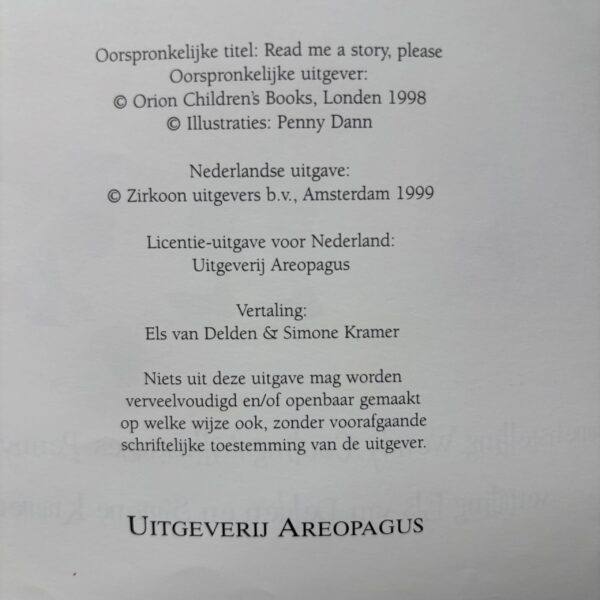 Oorspronkelijke titel: Read me a story, please
Oorspronkelijke uitgever:
© Orion Children's Books, Londen 1998
© Illustraties: Penny Dann
Nederlandse uitgave:
© Zirkoon uitgevers b.v., Amsterdam 1999
Licentie-uitgave voor Nederland:
Uitgeverij Areopagus
Vertaling:
Els van Delden & Simone Kramer
Niets uit deze uitgave mag worden
verveelvoudigd en/of openbaar gemaakt
op welke wijze ook, zonder voorafgaande
schriftelijke toestemming van de uitgever.
UITGEVERIJ AREOPAGUS